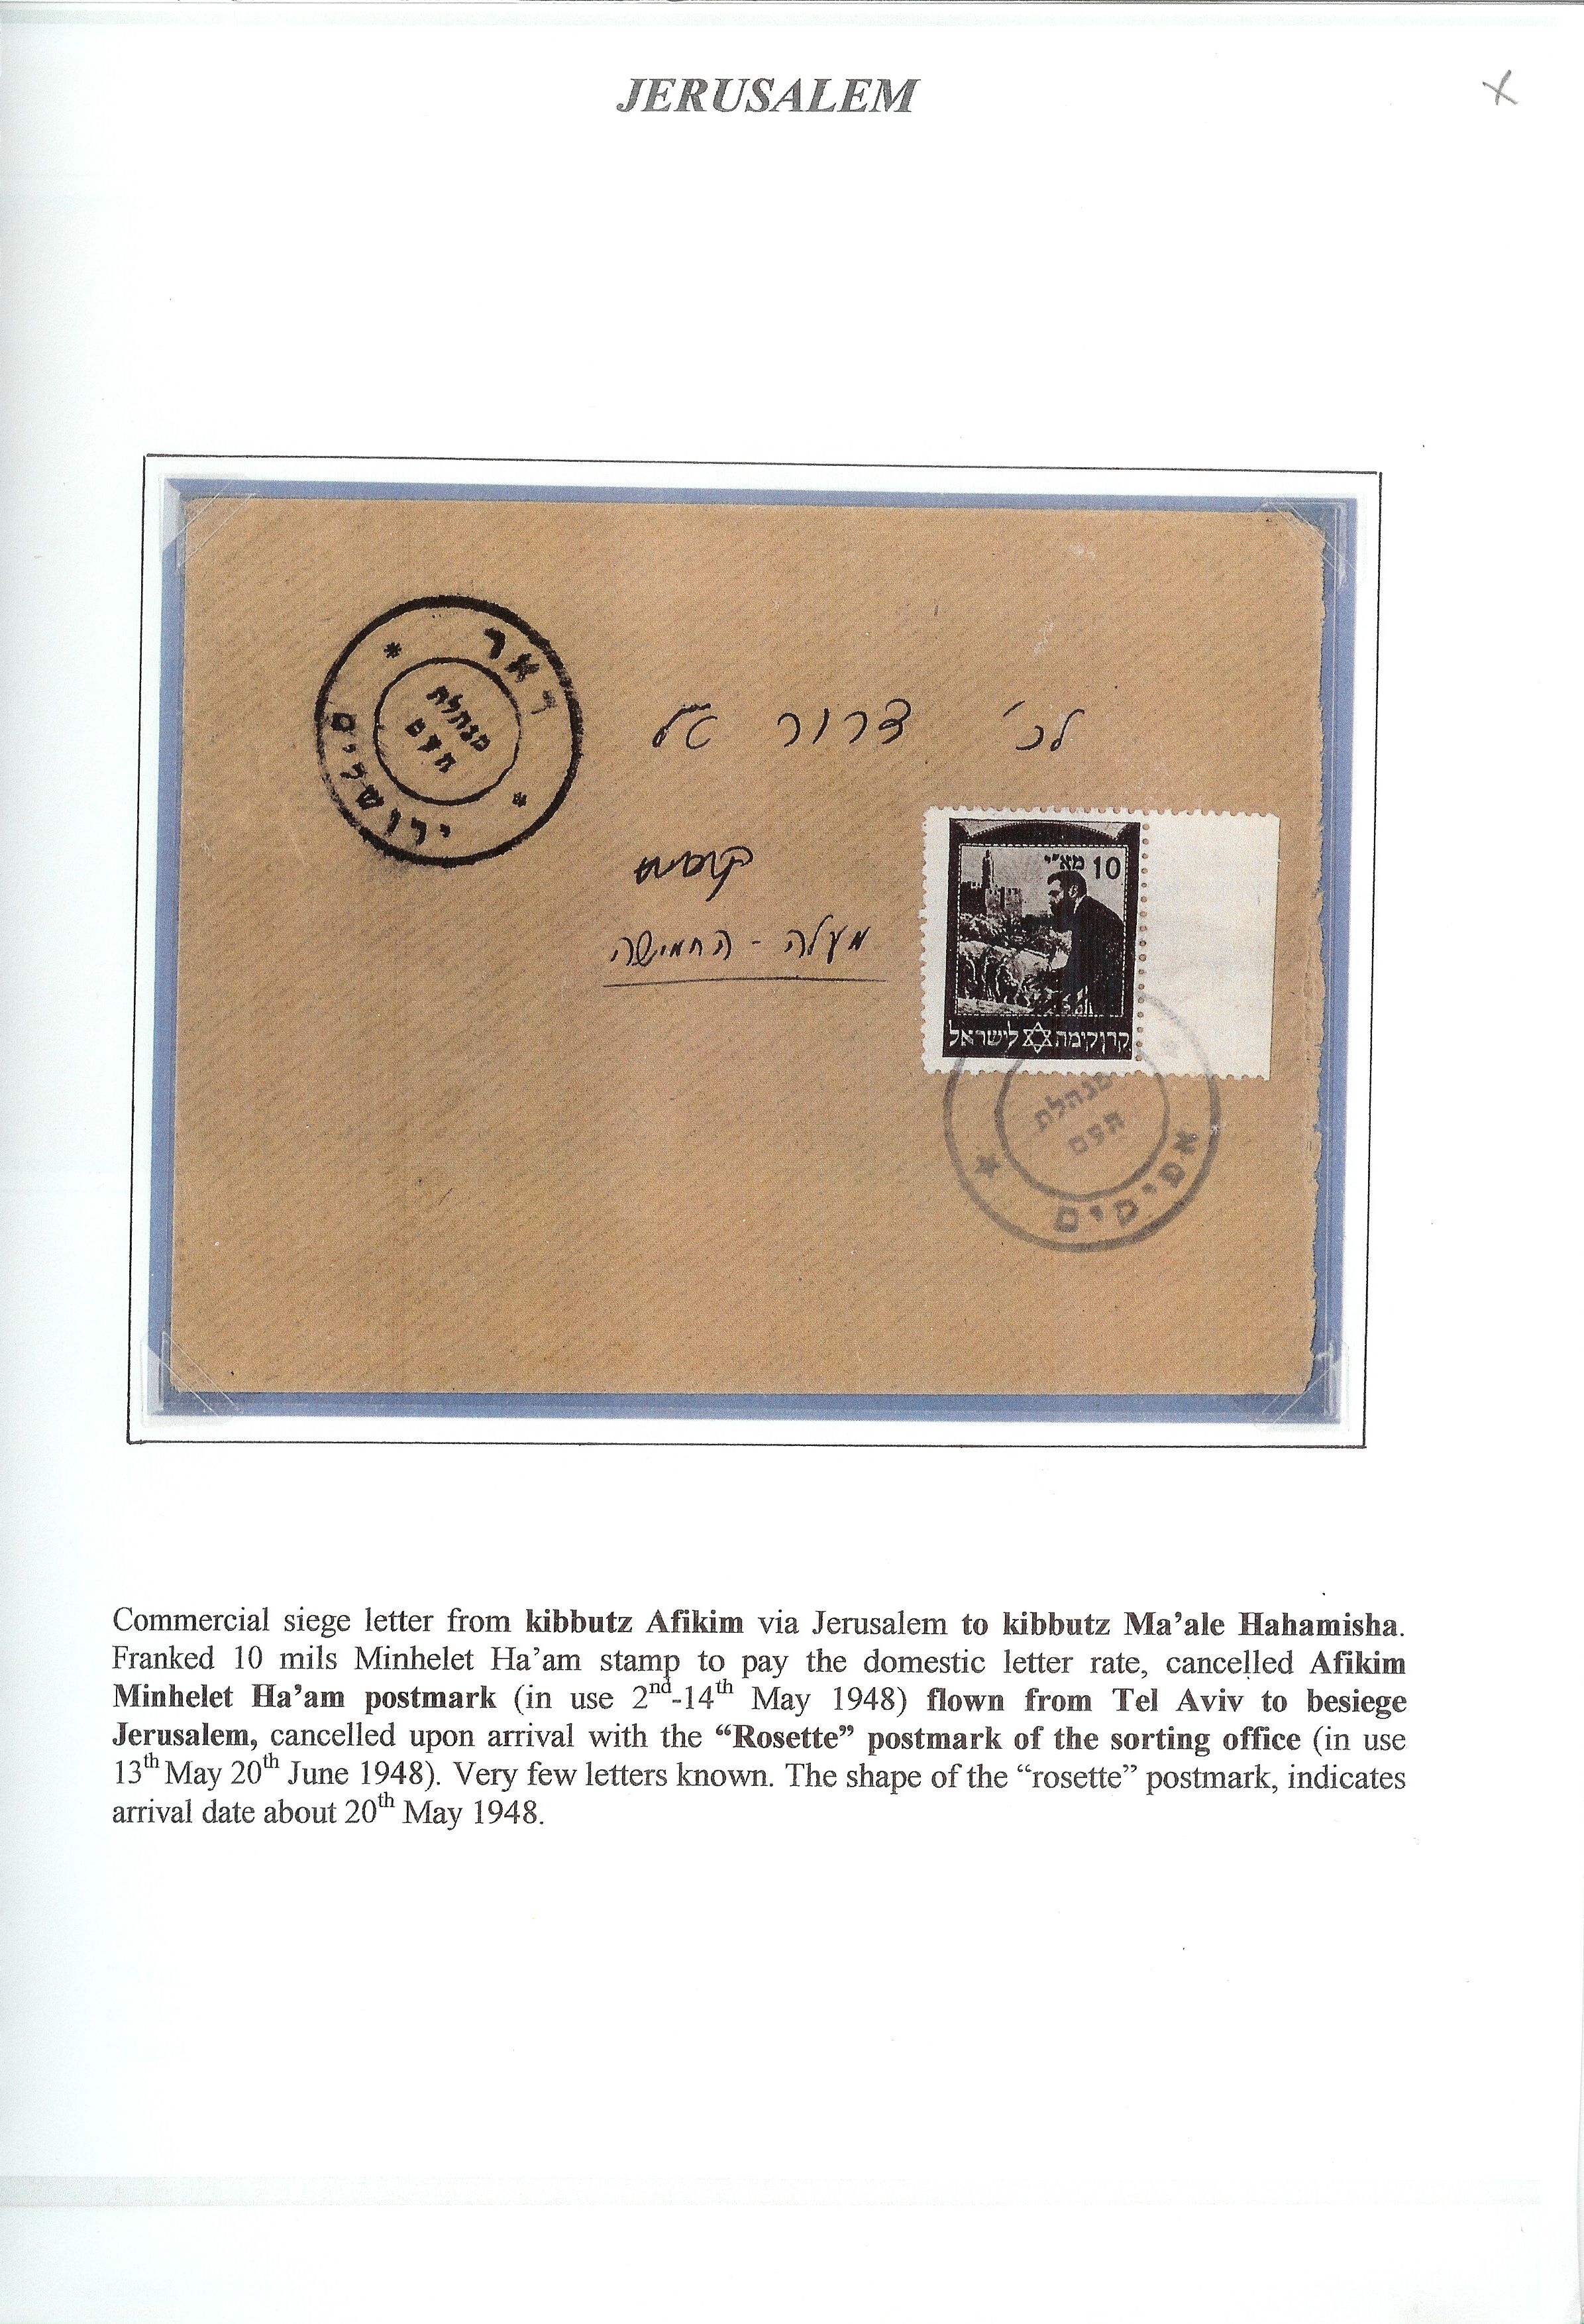 JERUSALEM
X
דאר
ירושלים
מנהלת
העם
לכ' דרור
קבוצת
מעלה - החמישה
10 מא"י
קרן קימת לישראל
מנהלת
העם
אפיקים
Commercial siege letter from kibbutz Afikim via Jerusalem to kibbutz Ma'ale Hahamisha.
Franked 10 mils Minhelet Ha'am stamp to pay the domestic letter rate, cancelled Afikim
Minhelet Ha'am postmark (in use 2nd-14th May 1948) flown from Tel Aviv to besiege
Jerusalem, cancelled upon arrival with the “Rosette” postmark of the sorting office (in use
13th May 20th June 1948). Very few letters known. The shape of the “rosette” postmark, indicates
arrival date about 20th May 1948.